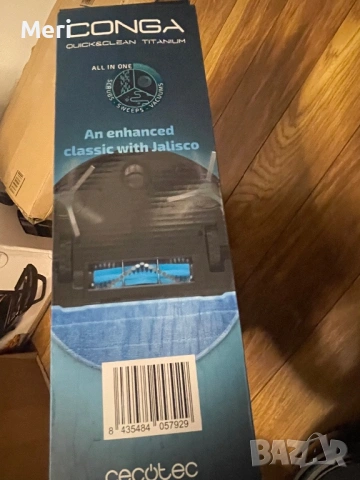 Meri
CONGA
QUICK&CLEAN TITANIUM
ALL IN ONE
SCRUBS · SWEEPS · VACUUMS
An enhanced
classic with Jalisco
8 435484 057929
cecotec
bazar